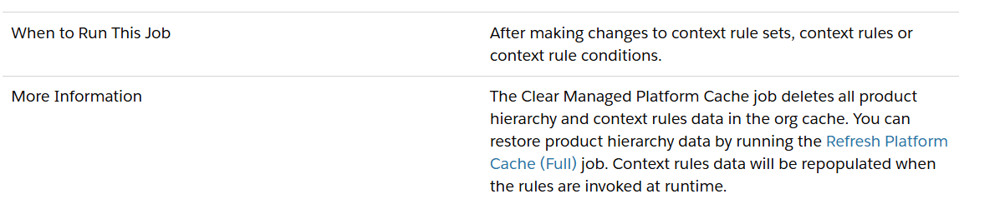 When to Run This Job
After making changes to context rule sets, context rules or
context rule conditions.
More Information
The Clear Managed Platform Cache job deletes all product
hierarchy and context rules data in the org cache. You can
restore product hierarchy data by running the Refresh Platform
Cache (Full) job. Context rules data will be repopulated when
the rules are invoked at runtime.